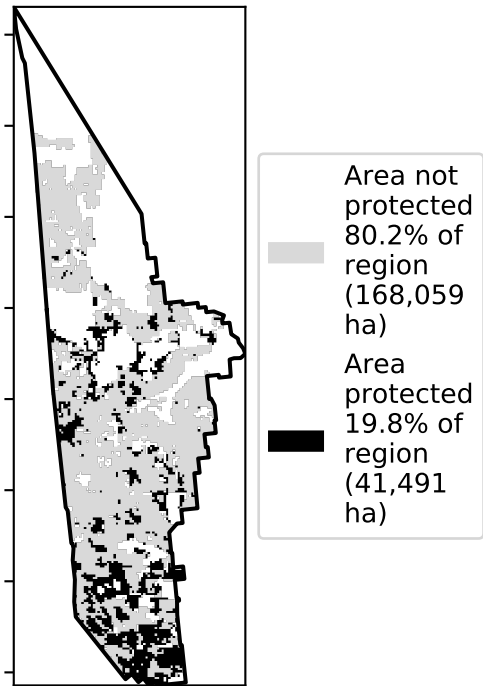 Area not
protected
80.2% of
region
(168,059
ha)
Area
protected
19.8% of
region
(41,491
ha)